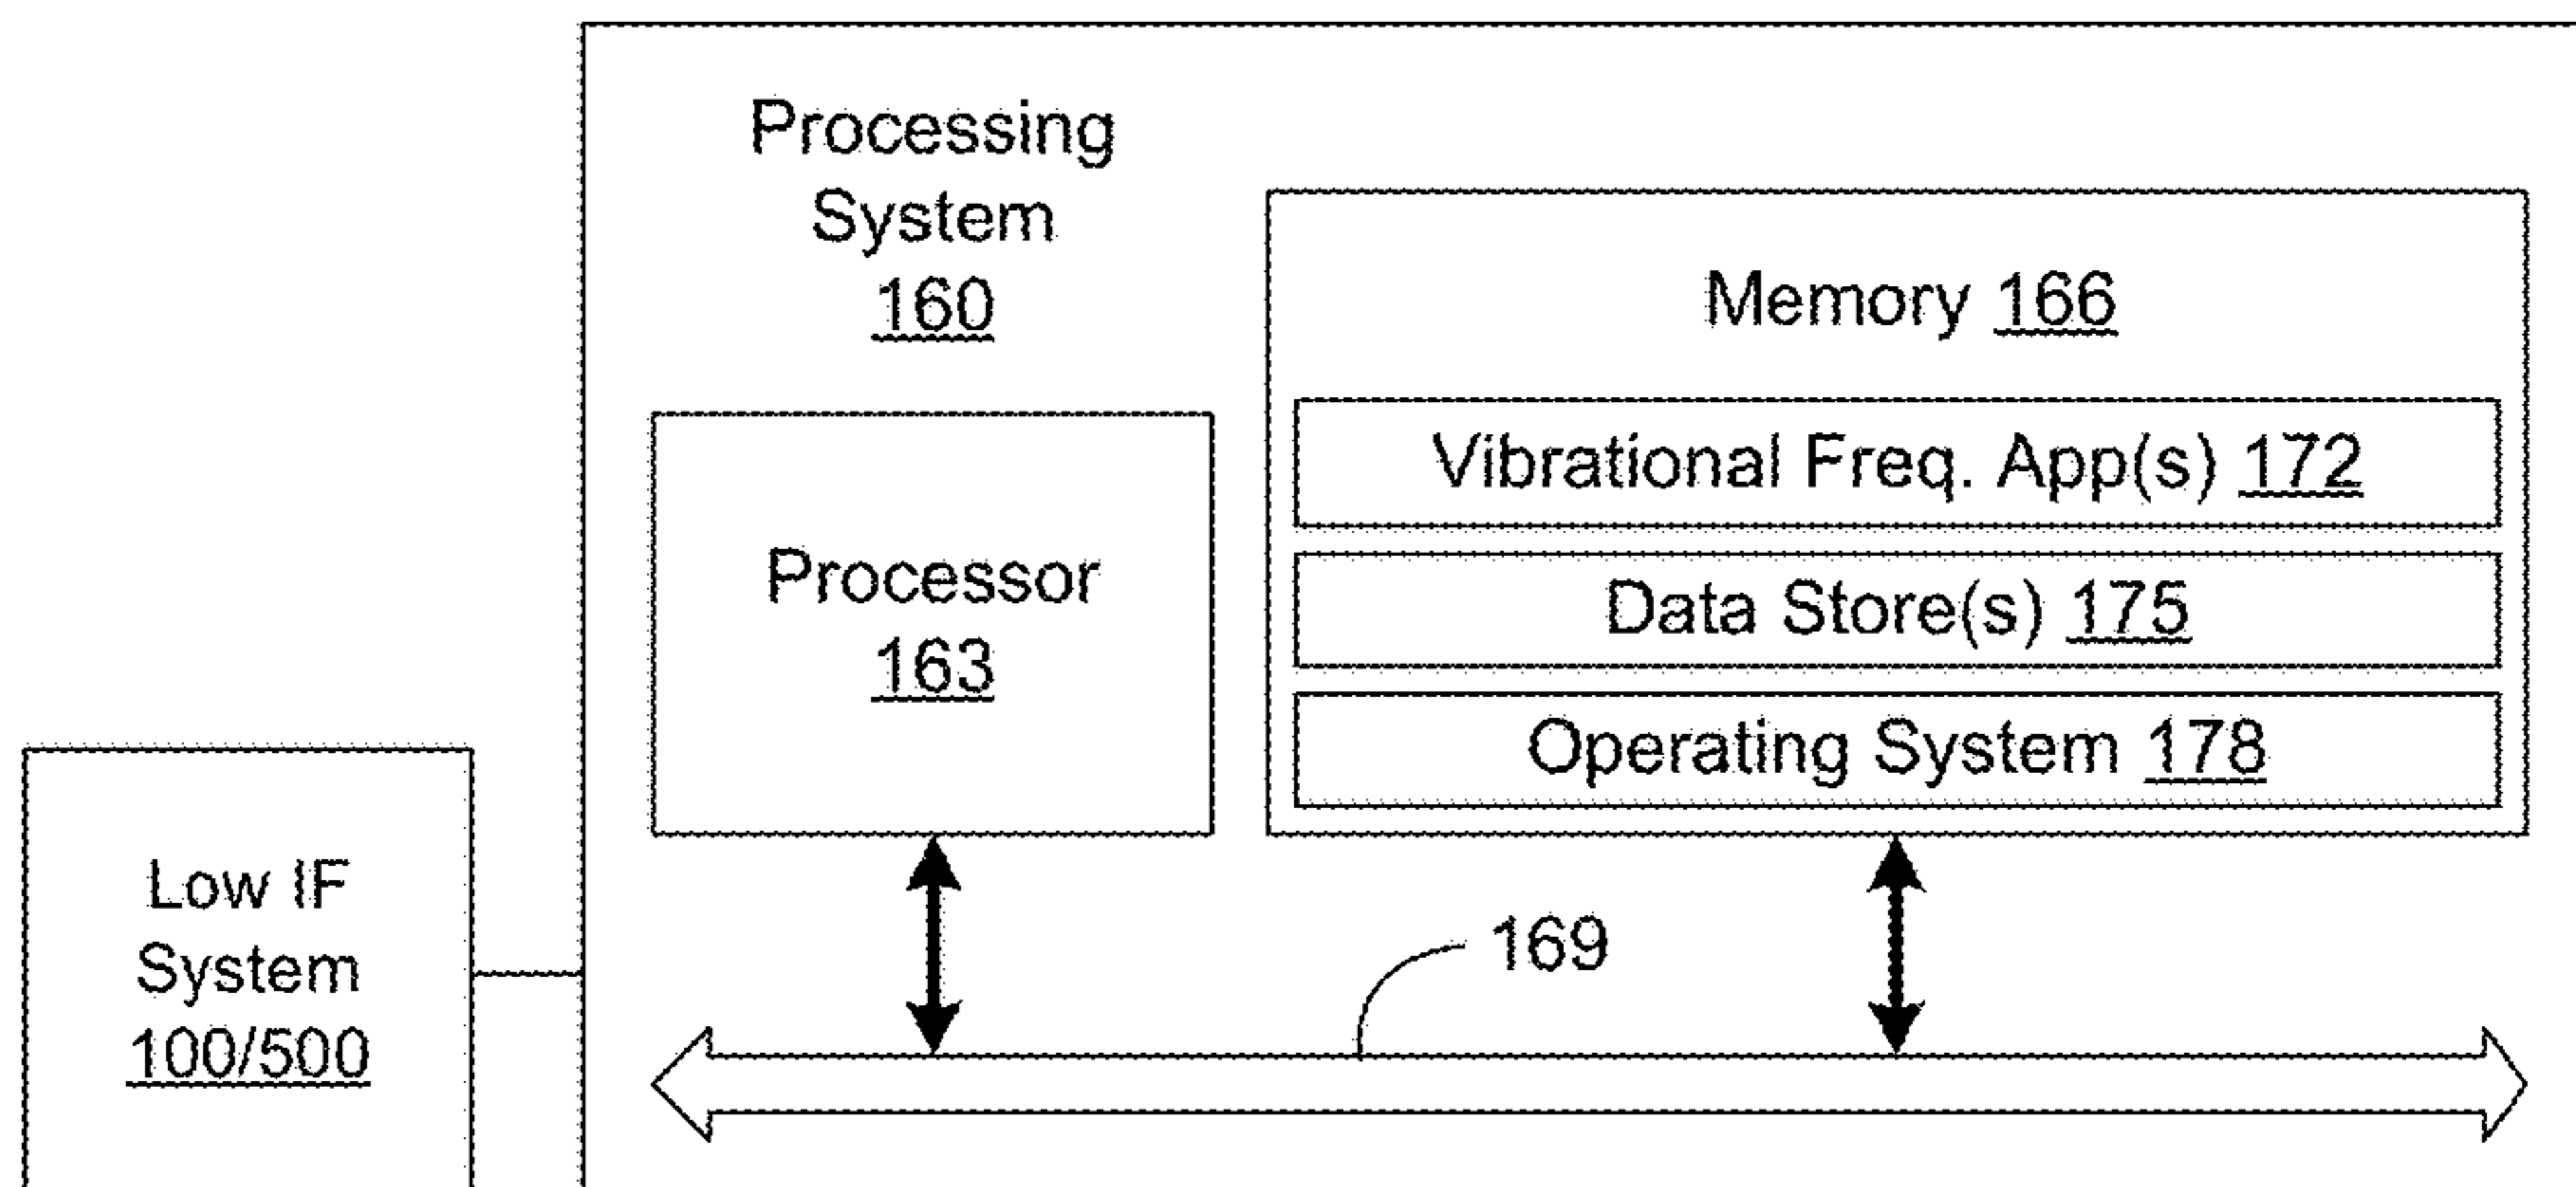 Processing
System
160
Memory 166
Vibrational Freq. App(s) 172
Data Store(s) 175
Operating System 178
Processor
163
Low IF
System
100/500
169